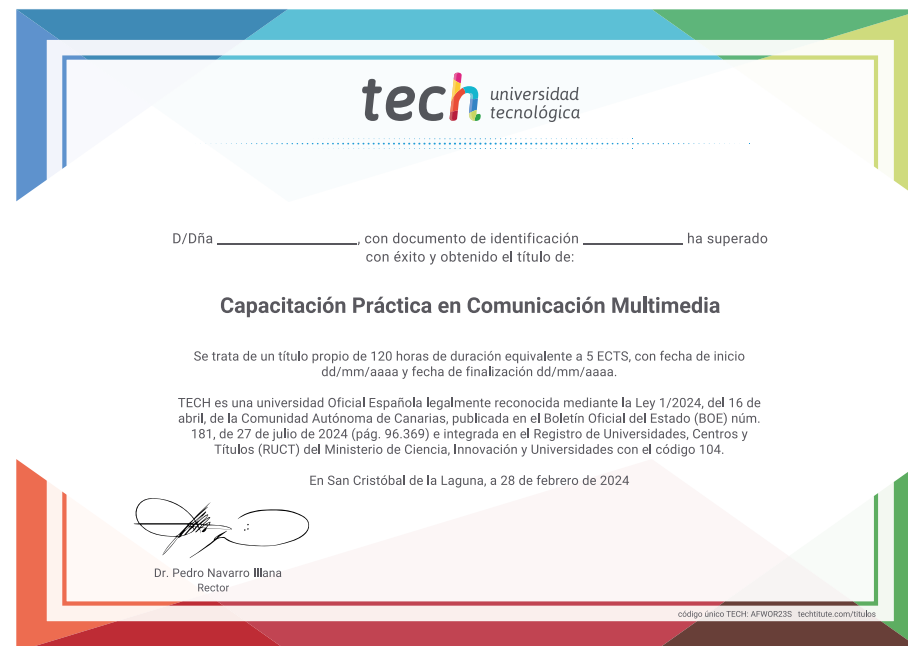 tech universidad
tecnológica
D/Dña ____________________, con documento de identificación ______________ ha superado
con éxito y obtenido el título de:
Capacitación Práctica en Comunicación Multimedia
Se trata de un título propio de 120 horas de duración equivalente a 5 ECTS, con fecha de inicio
dd/mm/aaaa y fecha de finalización dd/mm/aaaa.
TECH es una universidad Oficial Española legalmente reconocida mediante la Ley 1/2024, del 16 de
abril, de la Comunidad Autónoma de Canarias, publicada en el Boletín Oficial del Estado (BOE) núm.
181, de 27 de julio de 2024 (pág. 96.369) e integrada en el Registro de Universidades, Centros y
Títulos (RUCT) del Ministerio de Ciencia, Innovación y Universidades con el código 104.
En San Cristóbal de la Laguna, a 28 de febrero de 2024
Dr. Pedro Navarro Illana
Rector
código único TECH: AFWOR23S techtitute.com/titulos